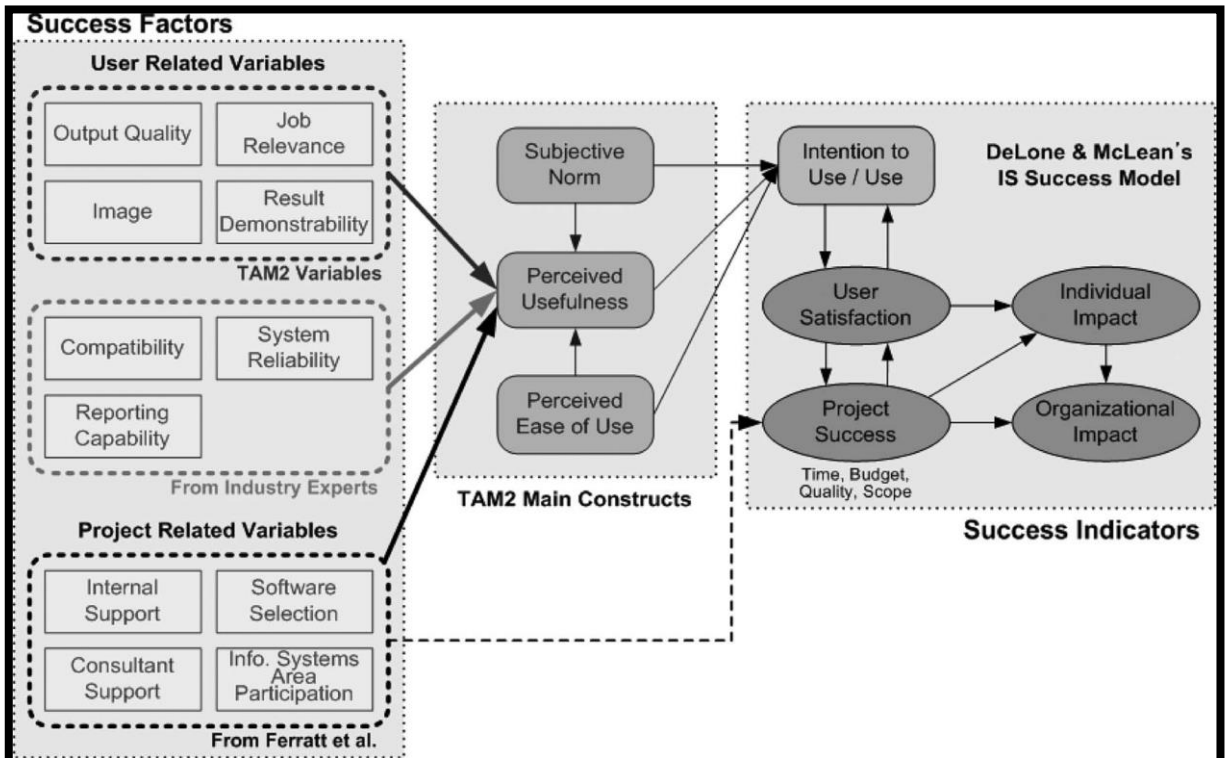 Success Factors
User Related Variables
Output Quality
Job
Relevance
Image
Result
Demonstrability
TAM2 Variables
Compatibility
System
Reliability
Reporting
Capability
From Industry Experts
Project Related Variables
Internal
Support
Software
Selection
Consultant
Support
Info. Systems
Area
Participation
From Ferratt et al.
Subjective
Norm
Perceived
Usefulness
Perceived
Ease of Use
TAM2 Main Constructs
Intention to
Use / Use
DeLone & McLean´s
IS Success Model
User
Satisfaction
Individual
Impact
Project
Success
Organizational
Impact
Time, Budget,
Quality, Scope
Success Indicators